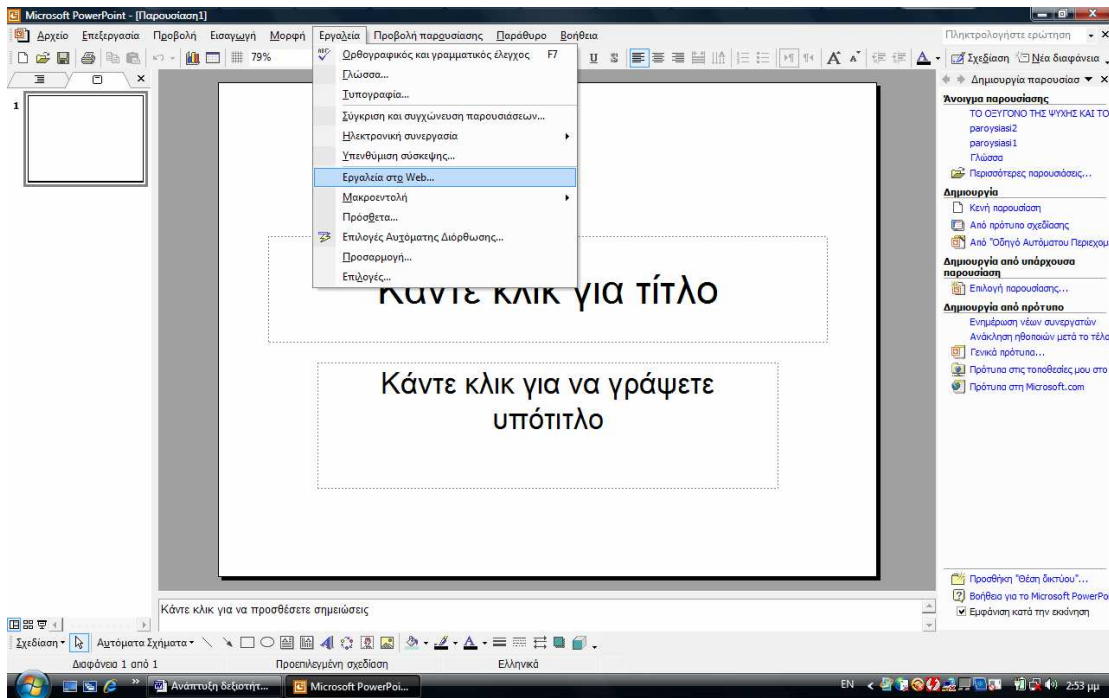 Microsoft PowerPoint - [Παρουσίαση1]
Αρχείο Επεξεργασία Προβολή Εισαγωγή Μορφή Εργαλεία Προβολή παρουσίασης Παράθυρο Βοήθεια
Πληκτρολογήστε ερώτηση
79%
Σχεδίαση Νέα διαφάνεια
Ορθογραφικός και γραμματικός έλεγχος F7
Γλώσσα...
Τυπογραφία...
Σύγκριση και συγχώνευση παρουσιάσεων...
Ηλεκτρονική συνεργασία
Υπενθύμιση σύσκεψης...
Εργαλεία στο Web...
Μακροεντολή
Πρόσθετα...
Επιλογές Αυτόματης Διόρθωσης...
Προσαρμογή...
Επιλογές...
1
Κάντε κλικ για τίτλο
Κάντε κλικ για να γράψετε
υπότιτλο
Κάντε κλικ για να προσθέσετε σημειώσεις
Δημιουργία παρουσίασ
Άνοιγμα παρουσίασης
ΤΟ ΟΞΥΓΟΝΟ ΤΗΣ ΨΥΧΗΣ ΚΑΙ ΤΟ
paroysiasi2
paroysiasi1
Γλώσσα
Περισσότερες παρουσιάσεις...
Δημιουργία
Κενή παρουσίαση
Από πρότυπο σχεδίασης
Από "Οδηγό Αυτόματου Περιεχομ
Δημιουργία από υπάρχουσα
παρουσίαση
Επιλογή παρουσίασης...
Δημιουργία από πρότυπο
Ενημέρωση νέων συνεργατών
Ανάκληση ηθοποιών μετά το τέλο
Γενικά πρότυπα...
Πρότυπα στις τοποθεσίες μου στο
Πρότυπα στη Microsoft.com
Προσθήκη "Θέση δικτύου"...
Βοήθεια για το Microsoft PowerPo
Εμφάνιση κατά την εκκίνηση
Σχεδίαση Αυτόματα Σχήματα
Διαφάνεια 1 από 1 Προεπιλεγμένη σχεδίαση Ελληνικά
Ανάπτυξη δεξιοτήτ... Microsoft PowerPoi... EN 2:53 μμ